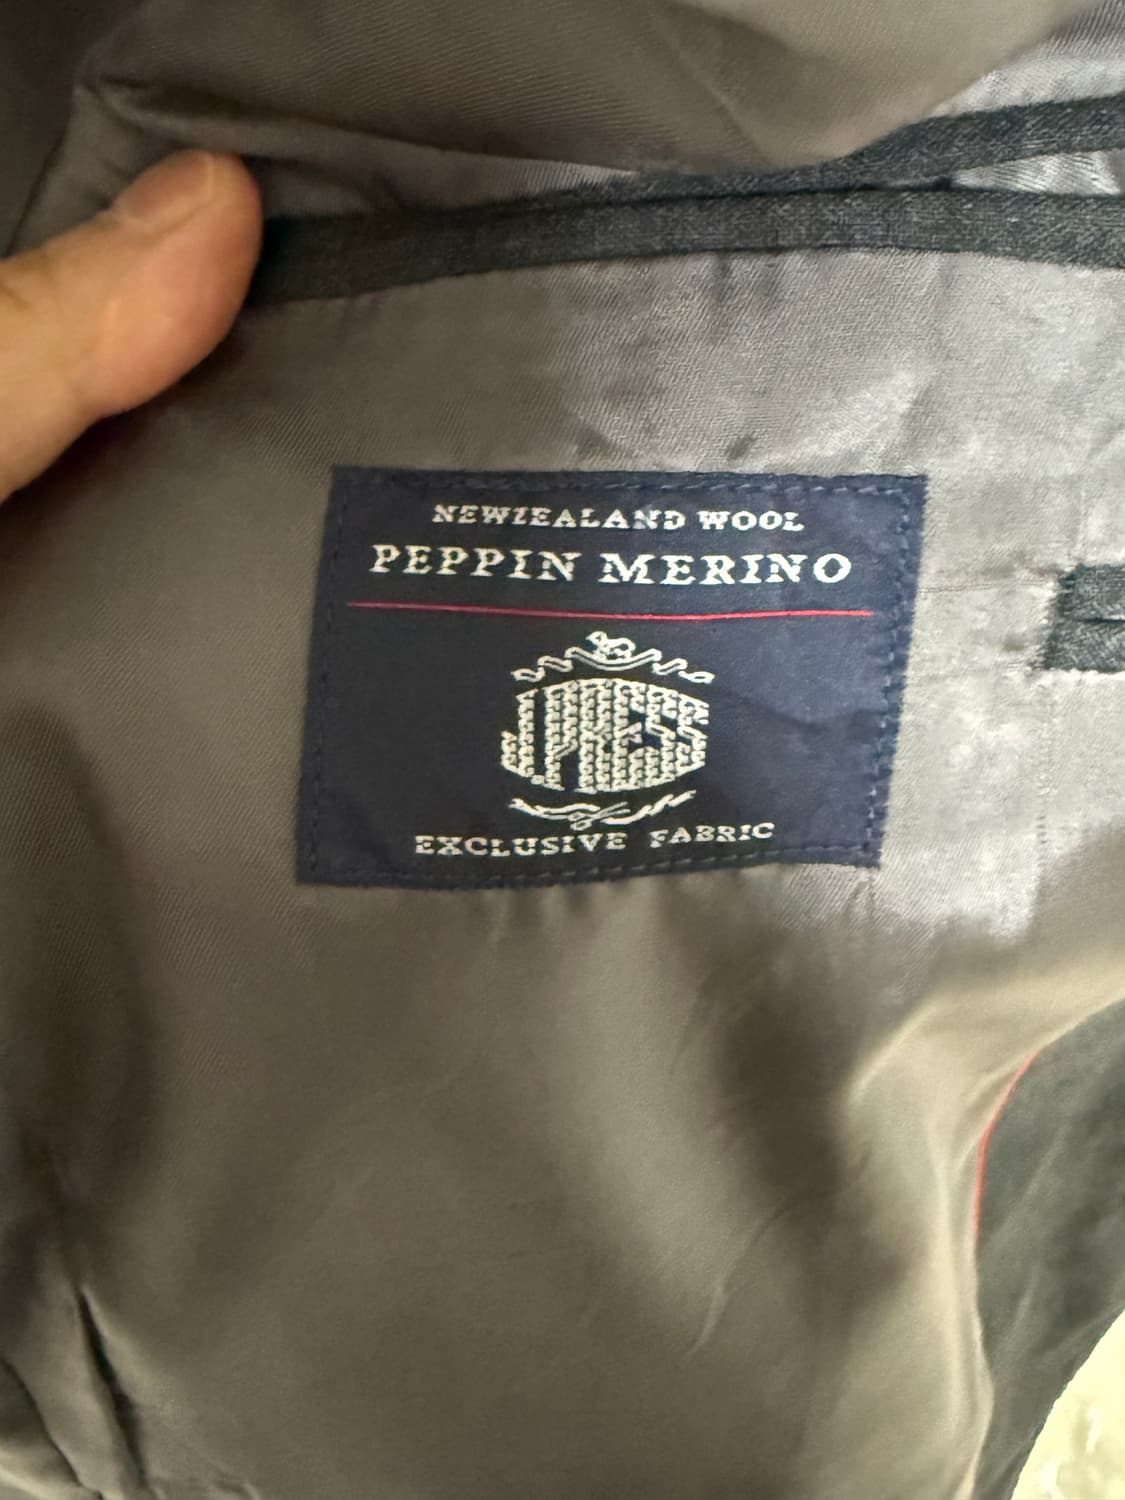 NEWZEALAND WOOL
PEPPIN MERINO
J.PRESS
EXCLUSIVE FABRIC